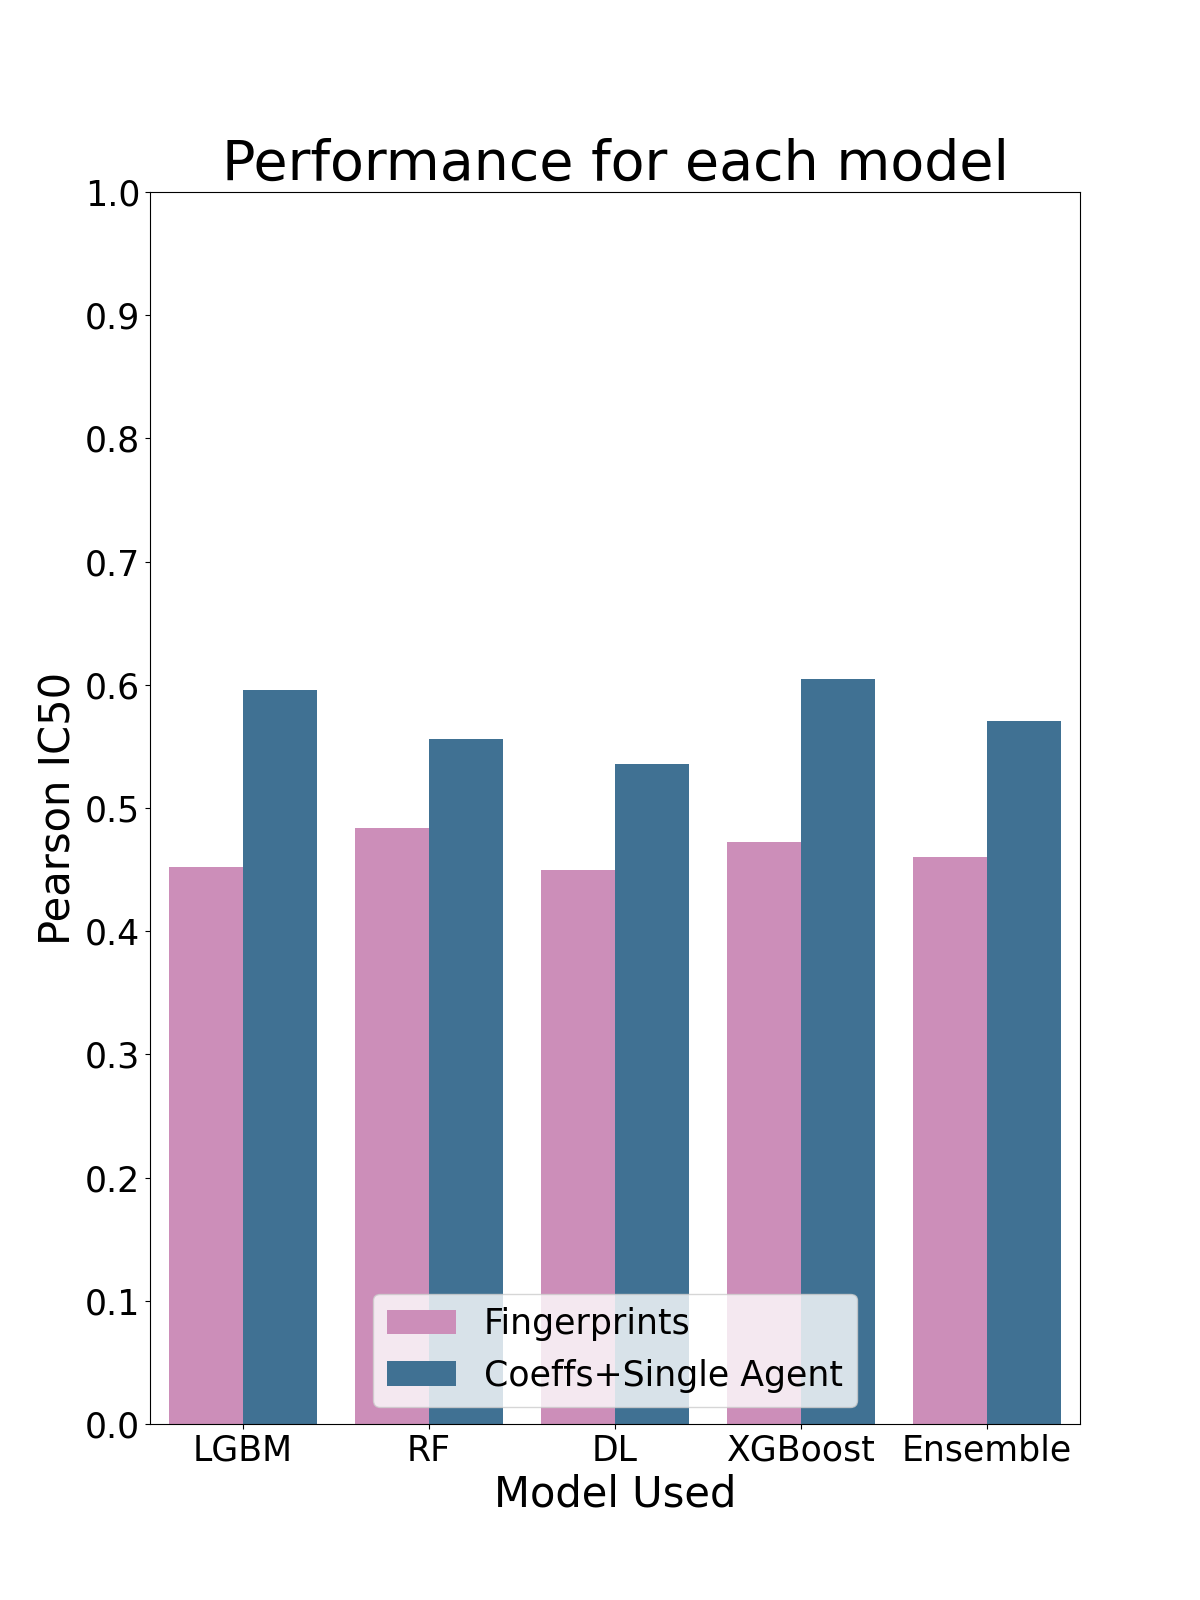 Performance for each model
1.0
0.9
0.8
0.7
0.6
0.5
0.4
0.3
0.2
0.1
0.0
Pearson IC50
Fingerprints
Coeffs+Single Agent
LGBM RF DL XGBoost Ensemble
Model Used